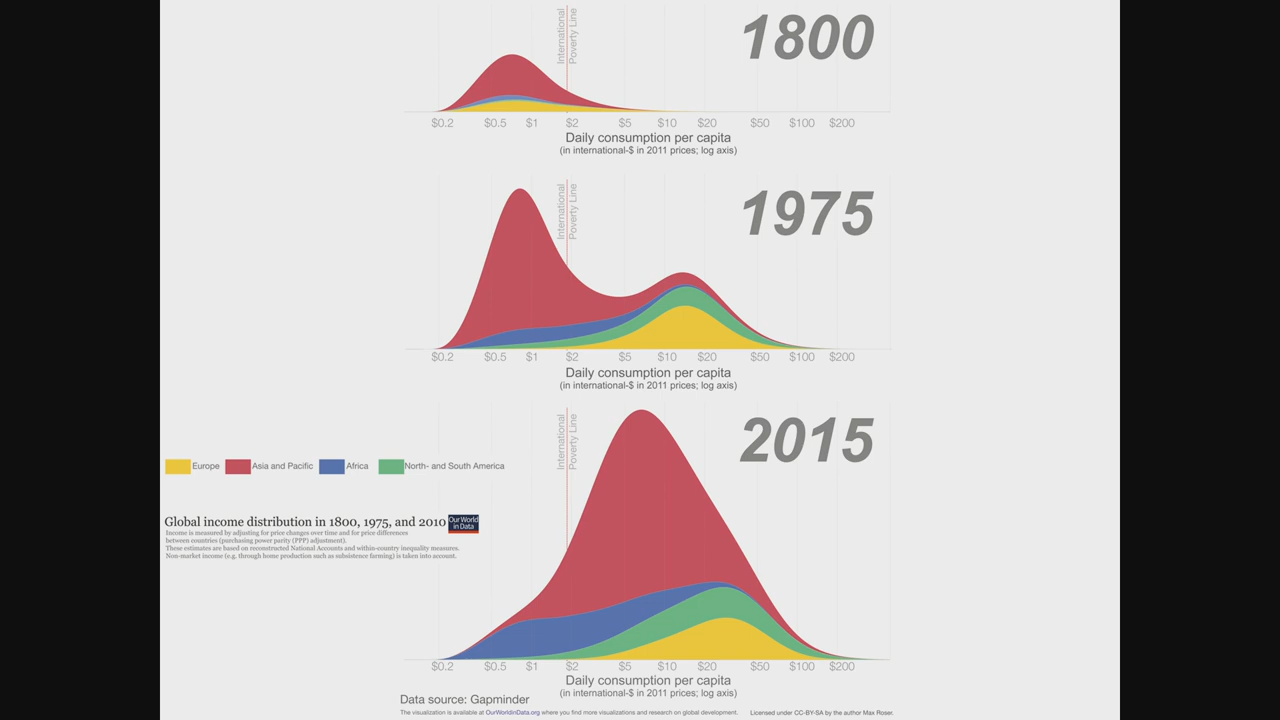 International
Poverty Line
1800
$0.2 $0.5 $1 $2 $5 $10 $20 $50 $100 $200
Daily consumption per capita
(in international-$ in 2011 prices; log axis)
International
Poverty Line
1975
$0.2 $0.5 $1 $2 $5 $10 $20 $50 $100 $200
Daily consumption per capita
(in international-$ in 2011 prices; log axis)
International
Poverty Line
2015
Europe Asia and Pacific Africa North- and South America
Global income distribution in 1800, 1975, and 2010
Our World
in Data
Income is measured by adjusting for price changes over time and for price differences
between countries (purchasing power parity (PPP) adjustment).
These estimates are based on reconstructed National Accounts and within-country inequality measures.
Non-market income (e.g. through home production such as subsistence farming) is taken into account.
$0.2 $0.5 $1 $2 $5 $10 $20 $50 $100 $200
Daily consumption per capita
(in international-$ in 2011 prices; log axis)
Data source: Gapminder
The visualization is available at OurWorldinData.org where you find more visualizations and research on global development.
Licensed under CC-BY-SA by the author Max Roser.